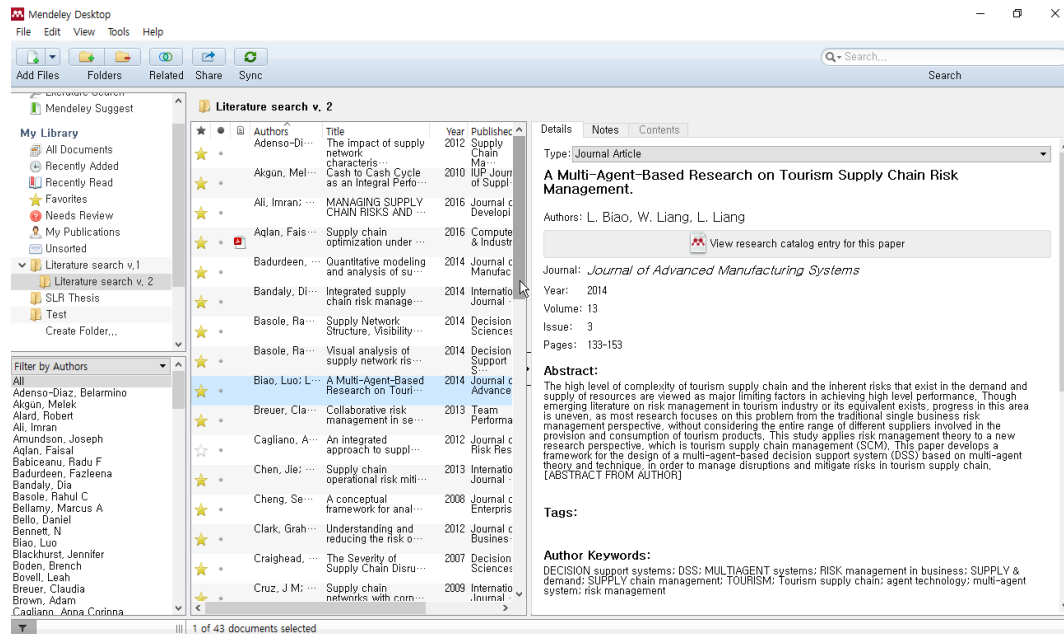 Mendeley Desktop
File Edit View Tools Help
Add Files Folders Related Share Sync
Search...
Search
Mendeley Suggest
My Library
All Documents
Recently Added
Recently Read
Favorites
Needs Review
My Publications
Unsorted
Literature search v.1
Literature search v. 2
SLR Thesis
Test
Create Folder...
Filter by Authors
All
Adenso-Diaz, Belarmino
Akgün, Melek
Alard, Robert
Ali, Imran
Amundson, Joseph
Aqlan, Faisal
Babiceanu, Radu F
Badurdeen, Fazleena
Bandaly, Dia
Basole, Rahul C
Bellamy, Marcus A
Bello, Daniel
Bennett, N
Biao, Luo
Blackhurst, Jennifer
Boden, Brench
Bovell, Leah
Breuer, Claudia
Brown, Adam
Cagliano, Anna Corinna
Literature search v. 2
Authors Title Year Published
Adenso-Di··· The impact of supply 2012 Supply
network Chain
characteris··· Ma···
Akgün, Mel··· Cash to Cash Cycle 2010 IUP Journ
as an Integral Perfo··· of Suppl·
Ali, Imran; ··· MANAGING SUPPLY 2016 Journal c
CHAIN RISKS AND ··· Developi
Aqlan, Fais··· Supply chain 2016 Compute
optimization under ··· & Industr
Badurdeen, ··· Quantitative modeling 2014 Journal c
and analysis of su··· Manufac
Bandaly, Di··· Integrated supply 2014 Internatio
chain risk manage··· Journal ·
Basole, Ra··· Supply Network 2014 Decision
Structure, Visibility··· Sciences
Basole, Ra··· Visual analysis of 2014 Decision
supply network ris··· Support
S···
Biao, Luo; L··· A Multi-Agent-Based 2014 Journal c
Research on Touri··· Advance
Breuer, Cla··· Collaborative risk 2013 Team
management in se··· Performa
Cagliano, A··· An integrated 2012 Journal c
approach to suppl··· Risk Res
Chen, Jie; ··· Supply chain 2013 Internatio
operational risk miti··· Journal ·
Cheng, Se··· A conceptual 2008 Journal c
framework for anal··· Enterpris
Clark, Grah··· Understanding and 2012 Journal c
reducing the risk o··· Busines·
Craighead, ··· The Severity of 2007 Decision
Supply Chain Disru··· Sciences
Cruz, J M; ··· Supply chain 2009 Internatio
networks with corp··· Journal ·
Details Notes Contents
Type: Journal Article
A Multi-Agent-Based Research on Tourism Supply Chain Risk
Management.
Authors: L. Biao, W. Liang, L. Liang
View research catalog entry for this paper
Journal: Journal of Advanced Manufacturing Systems
Year: 2014
Volume: 13
Issue: 3
Pages: 133-153
Abstract:
The high level of complexity of tourism supply chain and the inherent risks that exist in the demand and
supply of resources are viewed as major limiting factors in achieving high level performance. Though
emerging literature on risk management in tourism industry or its equivalent exists, progress in this area
is uneven, as most research focuses on this problem from the traditional single business risk
management perspective, without considering the entire range of different suppliers involved in the
provision and consumption of tourism products. This study applies risk management theory to a new
research perspective, which is tourism supply chain management (SCM). This paper develops a
framework for the design of a multi-agent-based decision support system (DSS) based on multi-agent
theory and technique, in order to manage disruptions and mitigate risks in tourism supply chain.
[ABSTRACT FROM AUTHOR]
Tags:
Author Keywords:
DECISION support systems; DSS; MULTIAGENT systems; RISK management in business; SUPPLY &
demand; SUPPLY chain management; TOURISM; Tourism supply chain; agent technology; multi-agent
system; risk management
1 of 43 documents selected